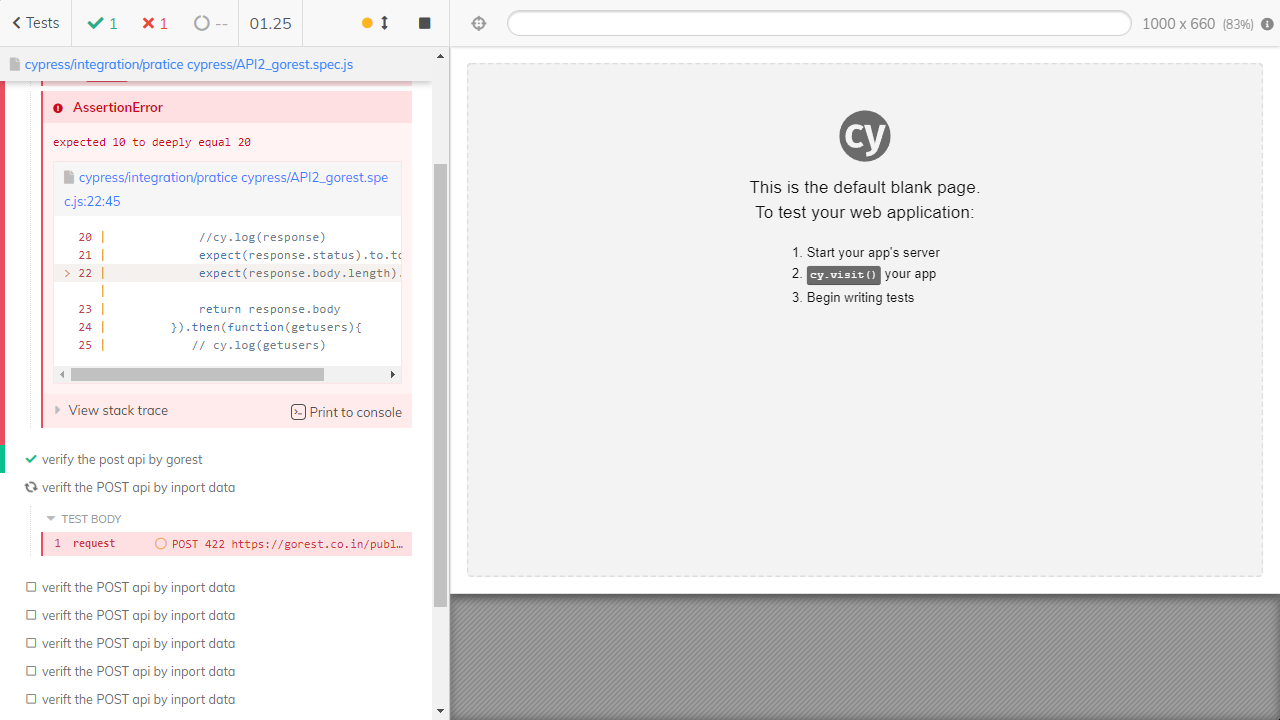 Tests
1
1
--
01.25
1000 x 660 (83%)
cypress/integration/pratice cypress/API2_gorest.spec.js
AssertionError
expected 10 to deeply equal 20
cypress/integration/pratice cypress/API2_gorest.spe
c.js:22:45
20 | //cy.log(response)
21 | expect(response.status).to.to
> 22 | expect(response.body.length).
|
23 | return response.body
24 | }).then(function(getusers){
25 | // cy.log(getusers)
View stack trace
Print to console
verify the post api by gorest
verift the POST api by inport data
TEST BODY
1 request POST 422 https://gorest.co.in/publ…
verift the POST api by inport data
verift the POST api by inport data
verift the POST api by inport data
verift the POST api by inport data
verift the POST api by inport data
cy
This is the default blank page.
To test your web application:
1. Start your app's server
2. cy.visit() your app
3. Begin writing tests